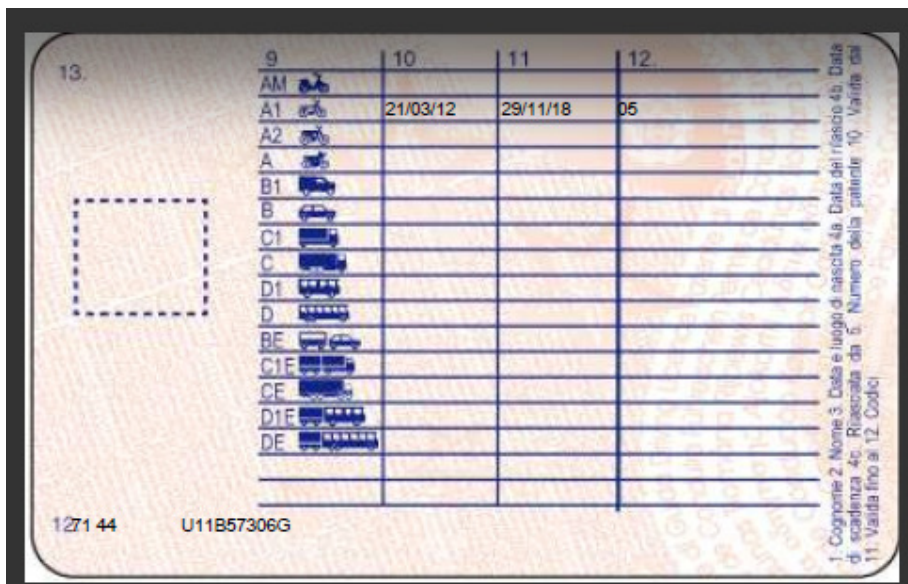 13.
9 10 11 12.
AM
A1 21/03/12 29/11/18 05
A2
A
B1
B
C1
C
D1
D
BE
C1E
CE
D1E
DE
12. 71 44 U11B57306G
1. Cognome 2. Nome 3. Data e luogo di nascita 4a. Data del rilascio 4b. Data
di scadenza 4c. Rilasciata da 5. Numero della patente 10. Valida dal
11. Valida fino al 12. Codici